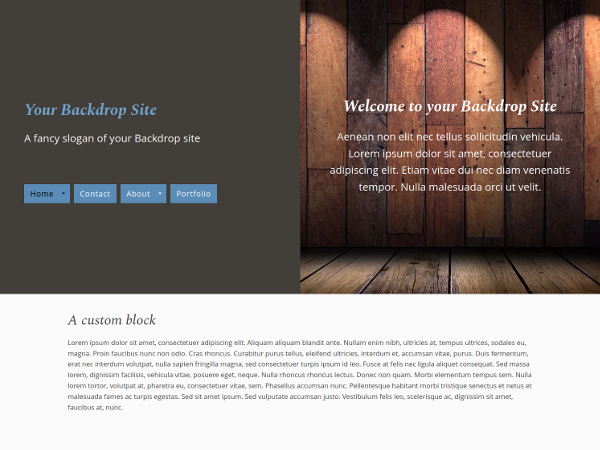 Your Backdrop Site
A fancy slogan of your Backdrop site
Home
Contact
About
Portfolio
Welcome to your Backdrop Site
Aenean non elit nec tellus sollicitudin vehicula.
Lorem ipsum dolor sit amet, consectetuer
adipiscing elit. Etiam vitae dui nec diam venenatis
tempor. Nulla malesuada orci ut velit.
A custom block
Lorem ipsum dolor sit amet, consectetuer adipiscing elit. Aliquam aliquam blandit ante. Nullam enim nibh, ultricies at, tempus ultrices, sodales eu,
magna. Proin faucibus nunc non odio. Cras rhoncus. Curabitur purus tellus, eleifend ultricies, interdum et, accumsan vitae, purus. Duis fermentum,
erat nec interdum volutpat, nulla sapien fringilla magna, sed consectetuer turpis ipsum id leo. Fusce at felis nec ligula aliquet consequat. Sed massa
lorem, dignissim facilisis, vehicula vitae, posuere eget, neque. Nulla rhoncus rhoncus lectus. Donec non quam. Morbi elementum tempus sem. Nulla
lorem tortor, volutpat at, pharetra eu, consectetuer vitae, sem. Phasellus accumsan nunc. Pellentesque habitant morbi tristique senectus et netus et
malesuada fames ac turpis egestas. Sed sit amet ipsum. Sed vulputate accumsan justo. Vestibulum felis leo, scelerisque ac, dignissim sit amet,
faucibus at, nunc.